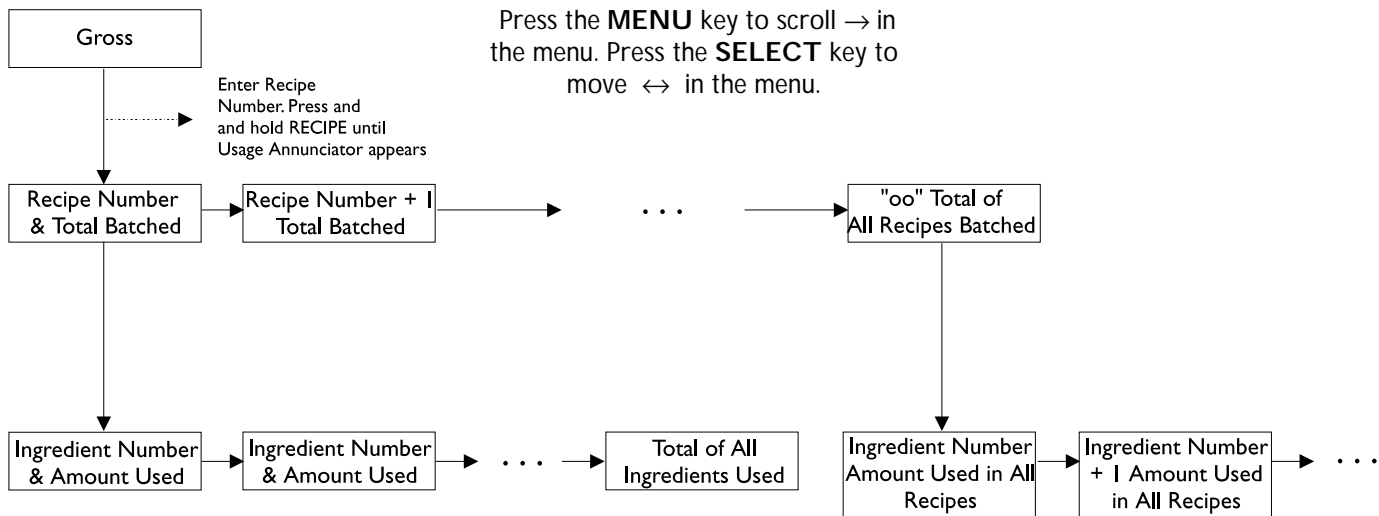 Press the MENU key to scroll → in
the menu. Press the SELECT key to
move ↔ in the menu.
Gross
Enter Recipe
Number. Press and
and hold RECIPE until
Usage Annunciator appears
Recipe Number
& Total Batched
Recipe Number + 1
Total Batched
. . .
"oo" Total of
All Recipes Batched
Ingredient Number
& Amount Used
Ingredient Number
& Amount Used
. . .
Total of All
Ingredients Used
Ingredient Number
Amount Used in All
Recipes
Ingredient Number
+ 1 Amount Used
in All Recipes
. . .